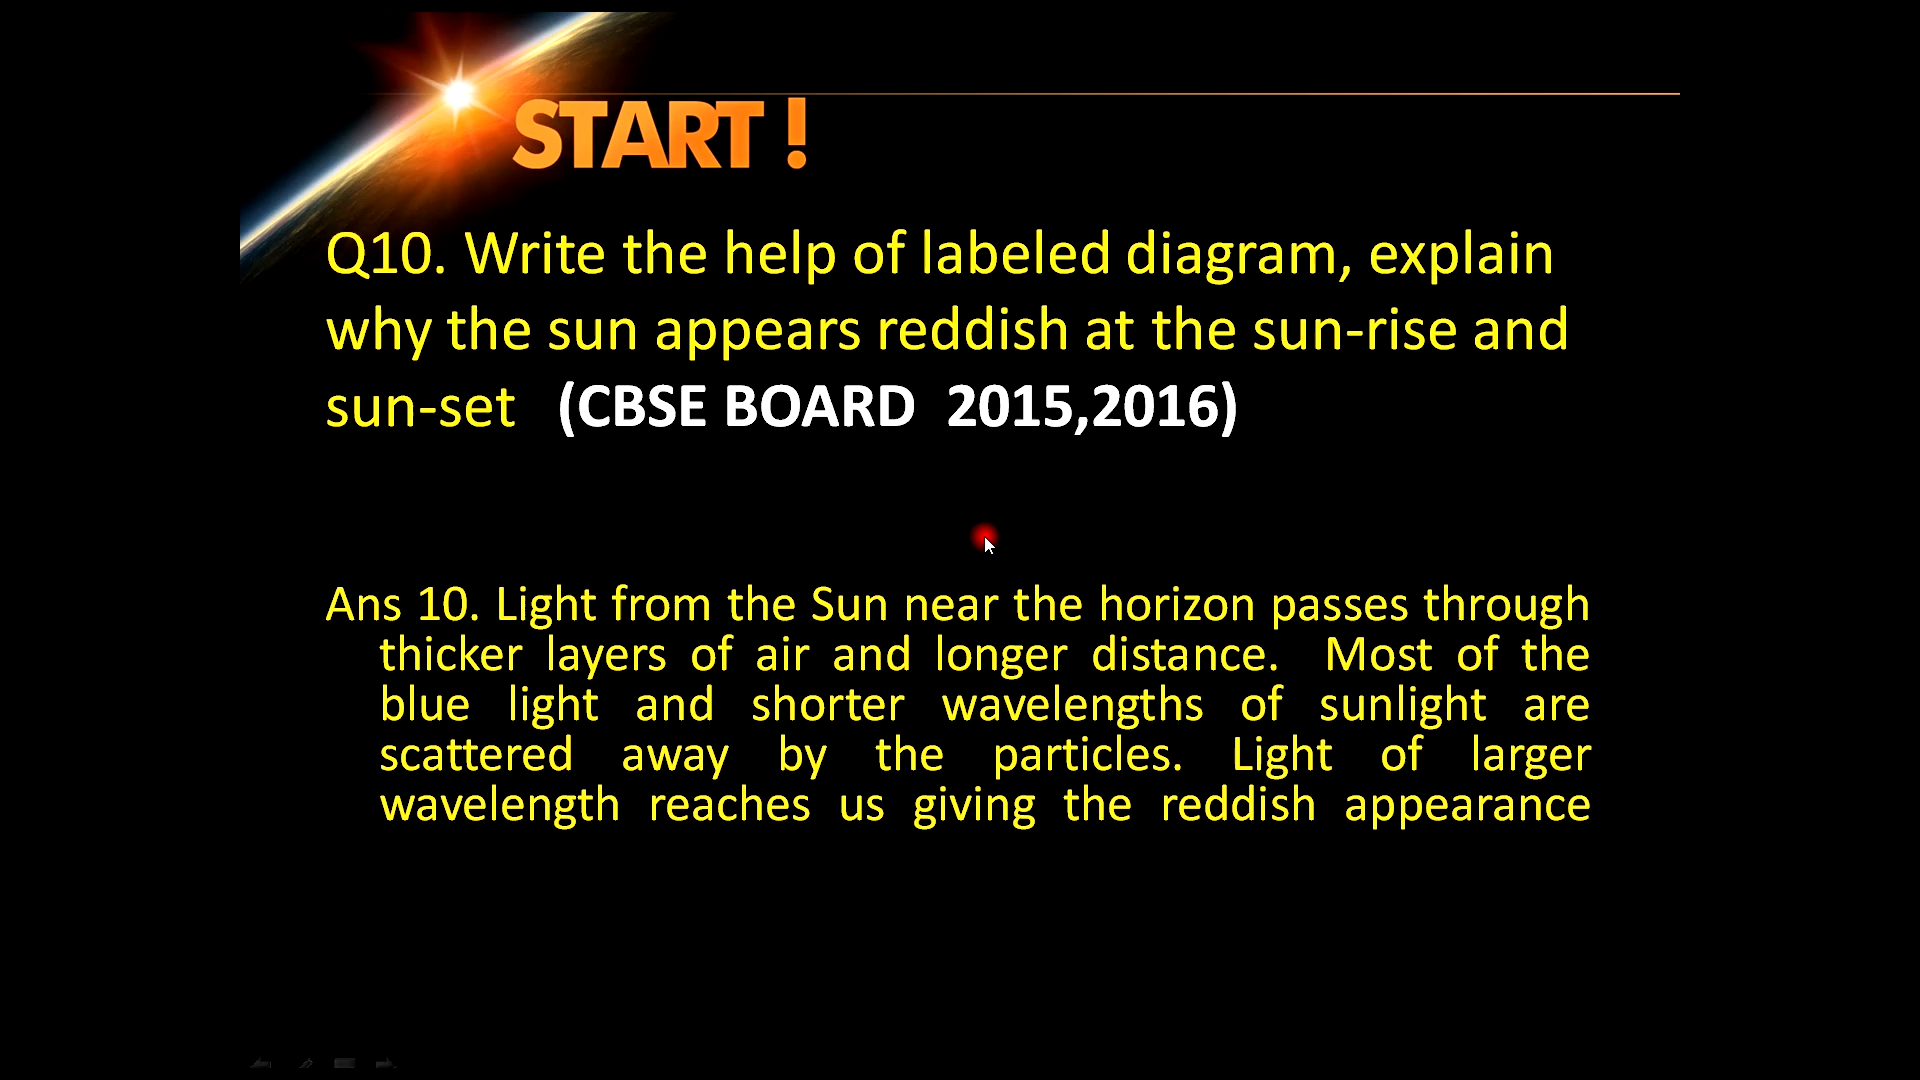 START !
Q10. Write the help of labeled diagram, explain
why the sun appears reddish at the sun-rise and
sun-set (CBSE BOARD 2015,2016)
Ans 10. Light from the Sun near the horizon passes through
thicker layers of air and longer distance. Most of the
blue light and shorter wavelengths of sunlight are
scattered away by the particles. Light of larger
wavelength reaches us giving the reddish appearance